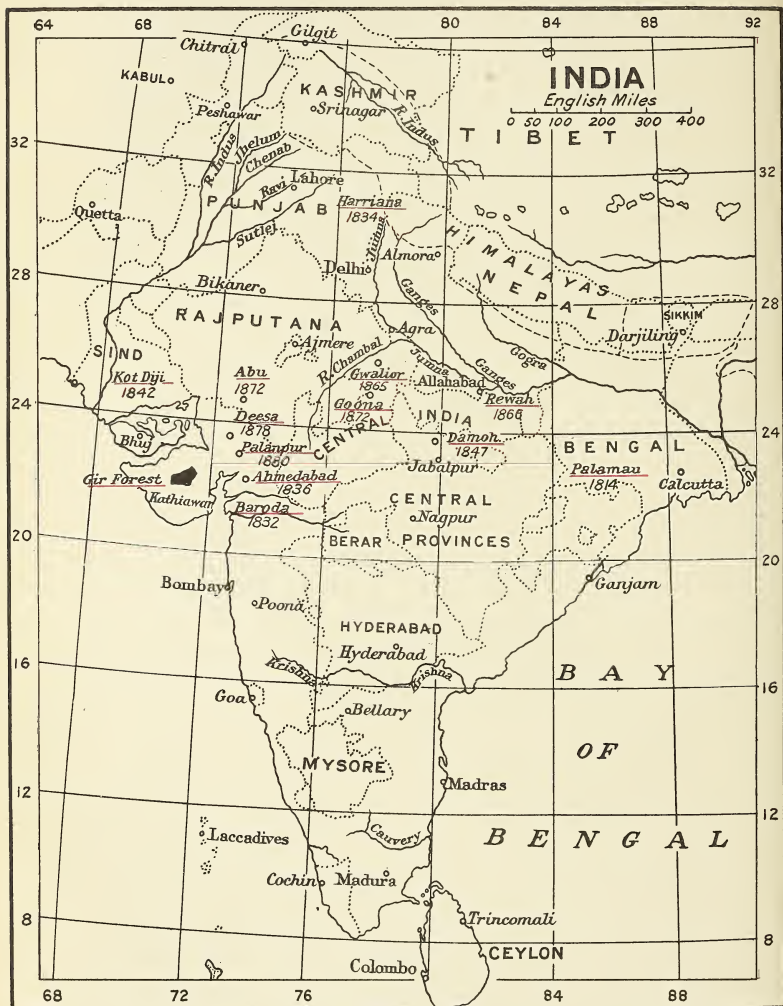 64
68
72
76
80
84
88
92
Gilgit
Chitral
INDIA
English Miles
0 50 100 200 300 400
KABUL
KASHMIR
Srinagar
Peshawar
R. Indus
TIBET
32
32
R. Indus
Jhelum
Chenab
Ravi
Lahore
PUNJAB
Harriana
1834
Quetta
Sutlej
Jumna
HIMALAYAS
Delhi
Almora
28
28
Bikaner
Ganges
NEPAL
SIKKIM
RAJPUTANA
Agra
Darjiling
Ajmere
Gogra
SIND
R. Chambal
Kot Diji
1842
Abu
1872
Gwalior
1865
Jumna
Ganges
Allahabad
24
25
Goona
1872
Rewah
1866
Deesa
1878
CENTRAL
INDIA
24
Bhuj
Palanpur
1880
Damoh
1847
BENGAL
Jabalpur
Palamau
1814
Gir Forest
Ahmedabad
1836
Calcutta
Kathiawar
CENTRAL
Baroda
1832
Nagpur
20
BERAR
PROVINCES
20
Bombay
Ganjam
Poona
HYDERABAD
Hyderabad
16
Krishna
Krishna
BAY
16
Goa
Bellary
OF
MYSORE
Madras
12
12
Laccadives
Cauvery
BENGAL
Cochin
Madura
8
Trincomali
8
CEYLON
Colombo
68
72
76
84
88